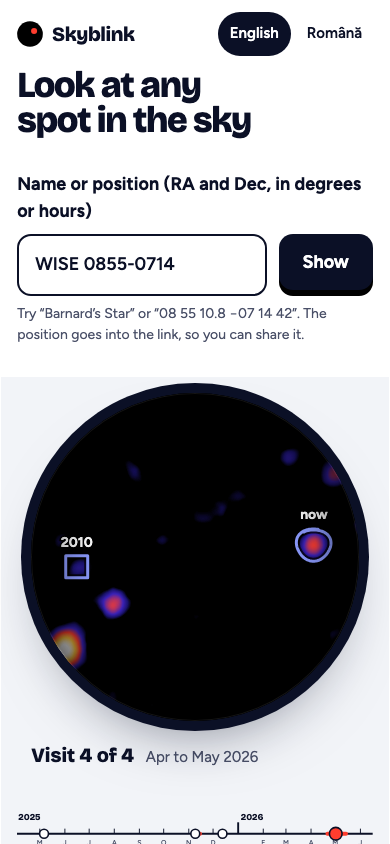 Skyblink
English
Română
Look at any
spot in the sky
Name or position (RA and Dec, in degrees
or hours)
WISE 0855-0714
Show
Try “Barnard’s Star” or “08 55 10.8 −07 14 42”. The
position goes into the link, so you can share it.
now
2010
Visit 4 of 4 Apr to May 2026
2025 2026